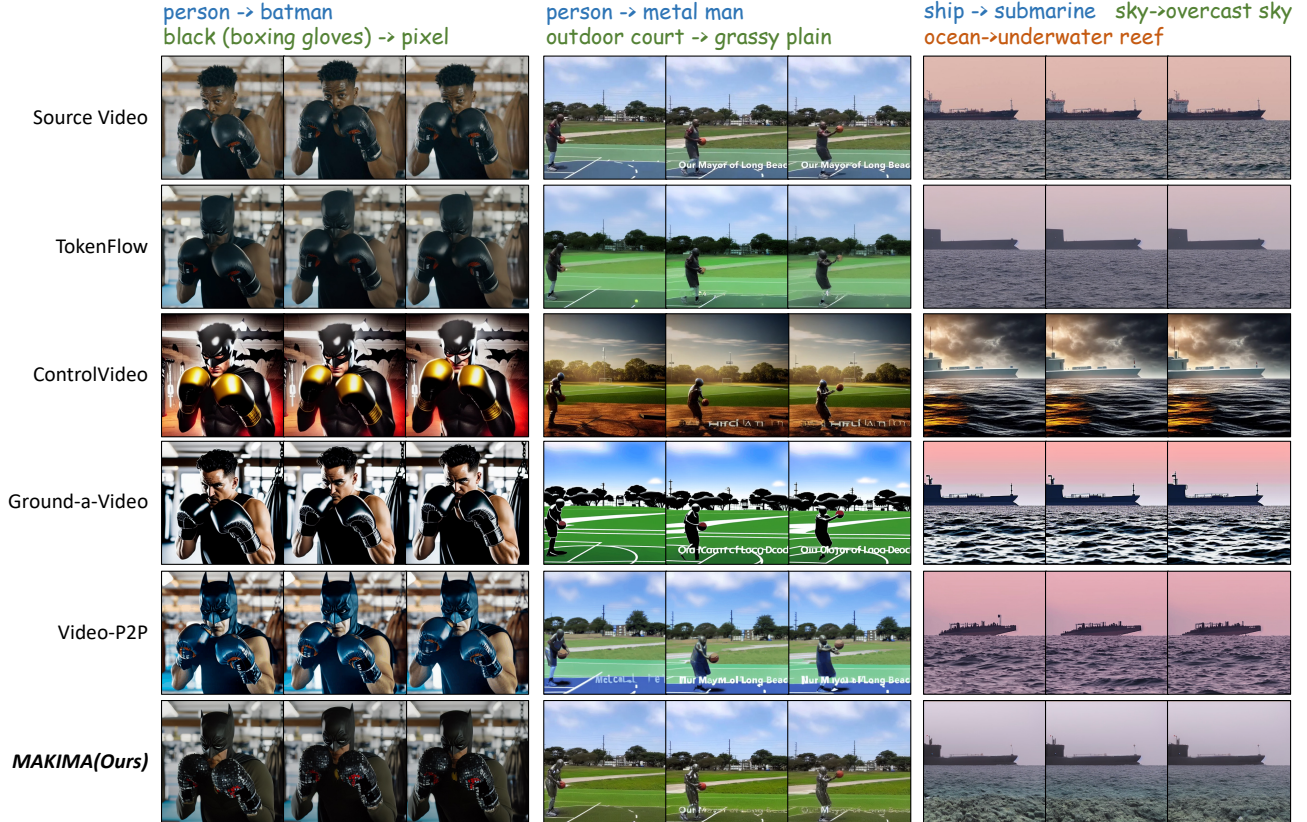 person -> batman
black (boxing gloves) -> pixel
person -> metal man
outdoor court -> grassy plain
ship -> submarine sky->overcast sky
ocean->underwater reef
Source Video
Our Mayor of Long Beac Our Mayor of Long Beac
TokenFlow
ControlVideo
Ground-a-Video
Video-P2P
MAKIMA(Ours)